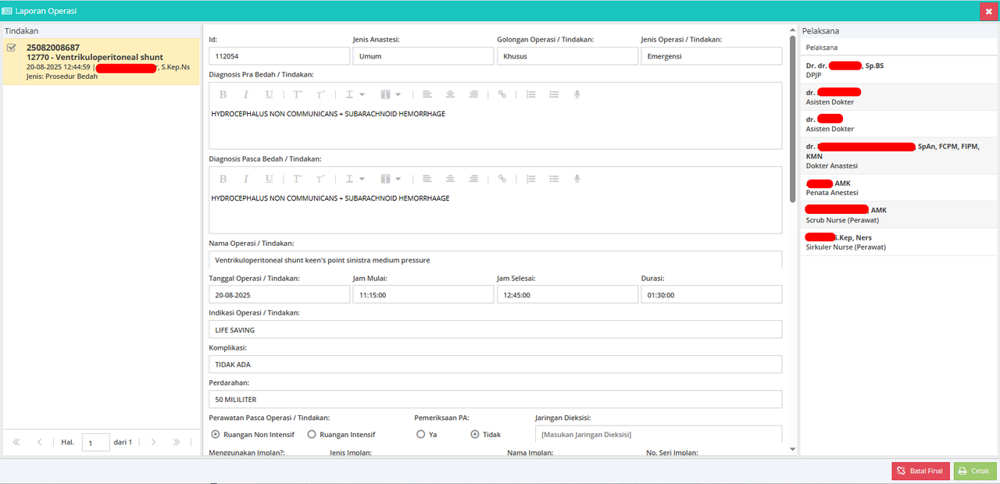 Laporan Operasi
Tindakan
25082008687
12770 - Ventrikuloperitoneal shunt
20-08-2025 12:44:59 | , S.Kep.Ns
Jenis: Prosedur Bedah
Hal. 1 dari 1
Id: Jenis Anastesi: Golongan Operasi / Tindakan: Jenis Operasi / Tindakan:
112054 Umum Khusus Emergensi
Diagnosis Pra Bedah / Tindakan:
HYDROCEPHALUS NON COMMUNICANS + SUBARACHNOID HEMORRHAGE
Diagnosis Pasca Bedah / Tindakan:
HYDROCEPHALUS NON COMMUNICANS + SUBARACHNOID HEMORRHAAGE
Nama Operasi / Tindakan:
Ventrikuloperitoneal shunt keen's point sinistra medium pressure
Tanggal Operasi / Tindakan: Jam Mulai: Jam Selesai: Durasi:
20-08-2025 11:15:00 12:45:00 01:30:00
Indikasi Operasi / Tindakan:
LIFE SAVING
Komplikasi:
TIDAK ADA
Perdarahan:
50 MILILITER
Perawatan Pasca Operasi / Tindakan: Pemeriksaan PA: Jaringan Dieksisi:
Ruangan Non Intensif Ruangan Intensif Ya Tidak [Masukan Jaringan Dieksisi]
Menggunakan Implan?: Jenis Implan: Nama Implan: No. Seri Implan:
Pelaksana
Pelaksana
Dr. dr. , Sp.BS
DPJP
dr.
Asisten Dokter
dr.
Asisten Dokter
dr. , SpAn, FCPM, FIPM,
KMN
Dokter Anastesi
AMK
Penata Anestesi
, AMK
Scrub Nurse (Perawat)
S.Kep, Ners
Sirkuler Nurse (Perawat)
Batal Final Cetak